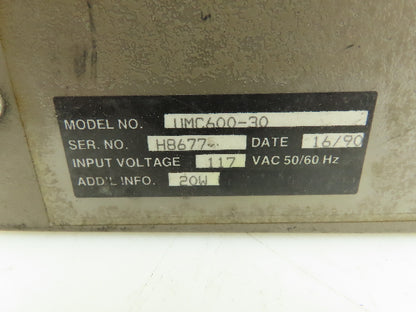 MODEL NO. UMC600-30
SER. NO. H8677- DATE 16/90
INPUT VOLTAGE 117 VAC 50/60 Hz
ADD'L INFO. 20W